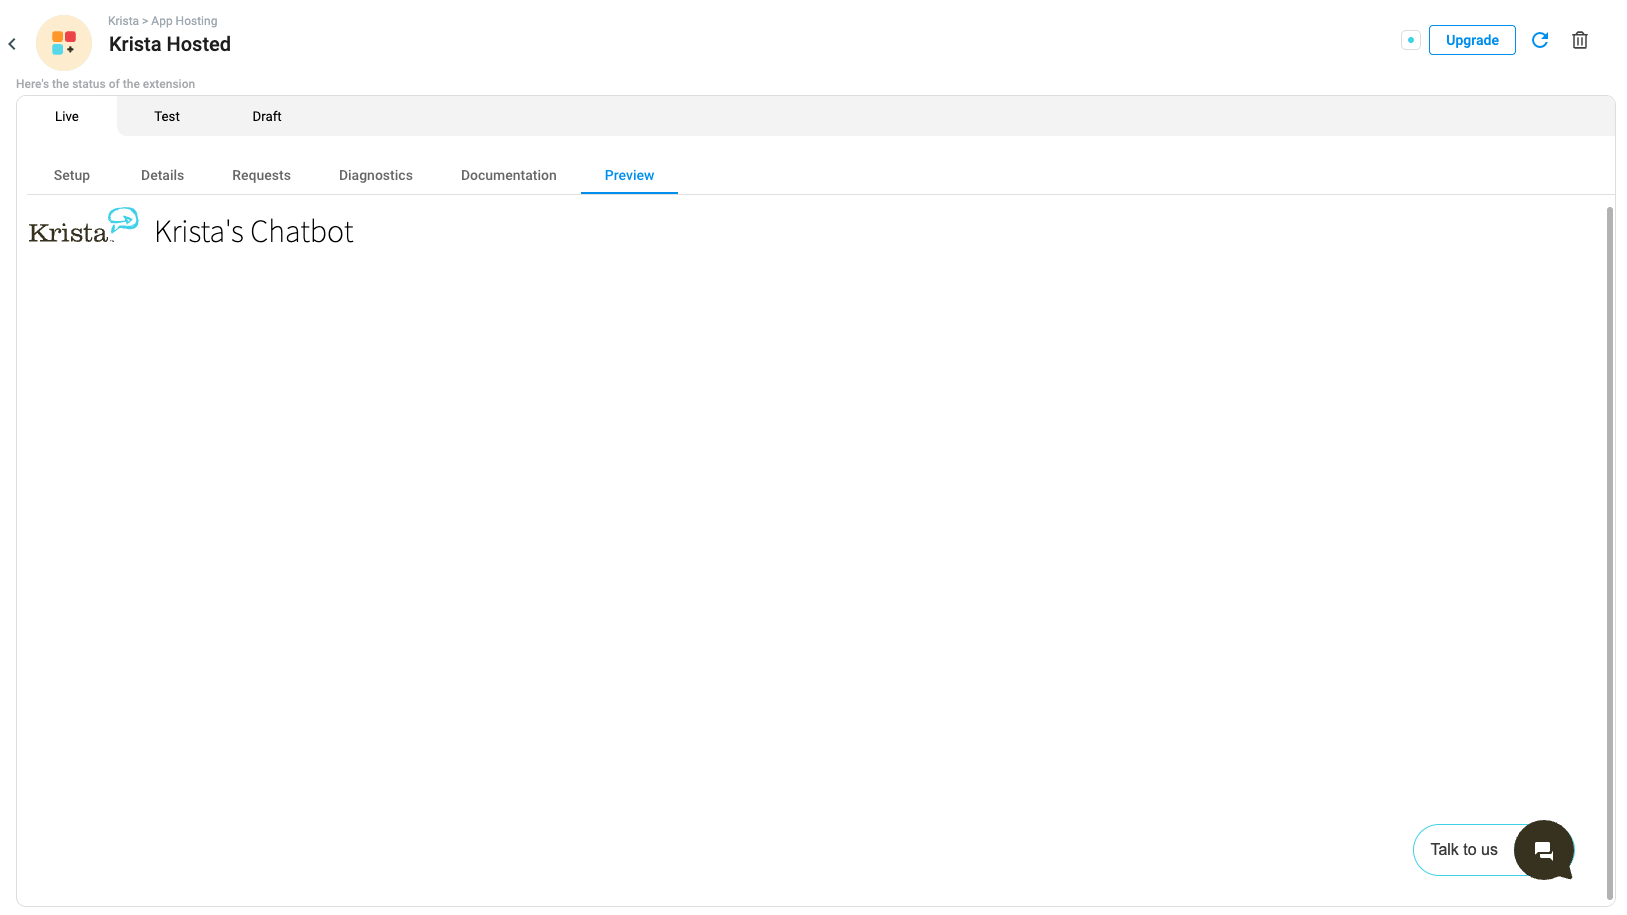 Krista > App Hosting
Krista Hosted
Upgrade
Here's the status of the extension
Live Test Draft
Setup Details Requests Diagnostics Documentation Preview
Krista Krista's Chatbot
Talk to us